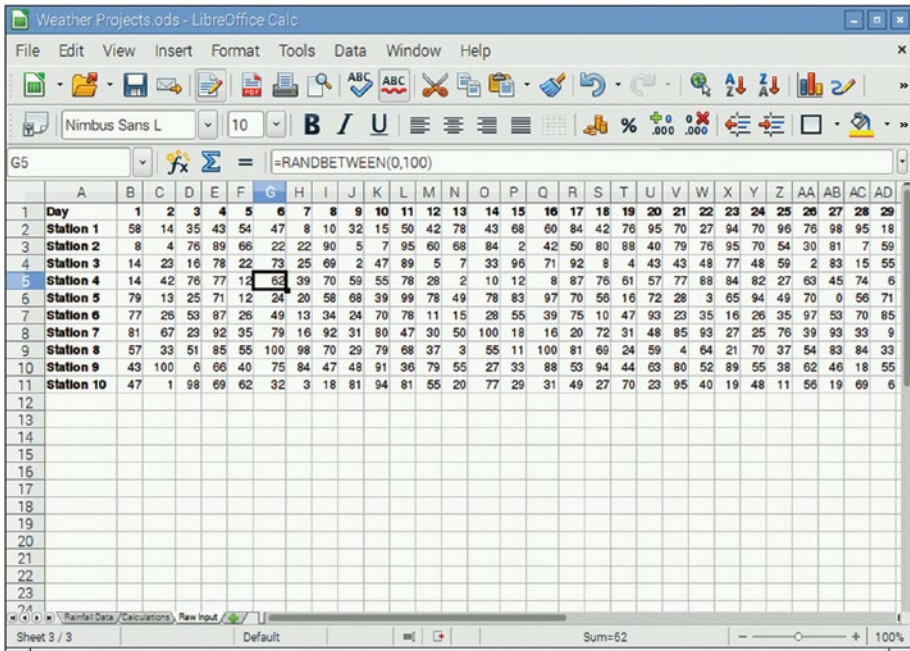 Weather Projects.ods - LibreOffice Calc
File Edit View Insert Format Tools Data Window Help
Nimbus Sans L 10 B I U % .000 .000
G5 =RANDBETWEEN(0,100)
A B C D E F G H I J K L M N O P Q R S T U V W X Y Z AA AB AC AD
1 Day 1 2 3 4 5 6 7 8 9 10 11 12 13 14 15 16 17 18 19 20 21 22 23 24 25 26 27 28 29
2 Station 1 58 14 35 43 54 47 8 10 32 15 50 42 78 43 68 60 84 42 76 95 70 27 94 70 96 76 98 95 18
3 Station 2 8 4 76 89 66 22 22 90 5 7 95 60 68 84 2 42 50 80 88 40 79 76 95 70 54 30 81 7 59
4 Station 3 14 23 16 78 22 73 25 69 2 47 89 5 7 33 96 71 92 8 4 43 43 48 77 48 59 2 83 15 55
5 Station 4 14 42 76 77 12 62 39 70 59 55 78 28 2 10 12 8 87 76 61 57 77 88 84 82 27 63 45 74 6
6 Station 5 79 13 25 71 12 24 20 58 68 39 99 78 49 78 83 97 70 56 16 72 28 3 65 94 49 70 0 56 71
7 Station 6 77 26 53 87 26 49 13 34 24 70 78 11 15 28 55 39 75 10 47 93 23 35 16 26 35 97 53 70 85
8 Station 7 81 67 23 92 35 79 16 92 31 80 47 30 50 100 18 16 20 72 31 48 85 93 27 25 76 39 93 33 9
9 Station 8 57 33 51 85 55 100 98 70 29 79 68 37 3 55 11 100 81 69 24 59 4 64 21 70 37 54 83 84 33
10 Station 9 43 100 6 66 40 75 84 47 48 91 36 79 55 27 33 88 53 94 44 63 80 52 89 55 38 62 46 18 55
11 Station 10 47 1 98 69 62 32 3 18 81 94 81 55 20 77 29 31 49 27 70 23 95 40 19 48 11 56 19 69 6
12
13
14
15
16
17
18
19
20
21
22
23
24
Rainfall Data Calculations Raw Input
Sheet 3 / 3 Default Sum=62 100%